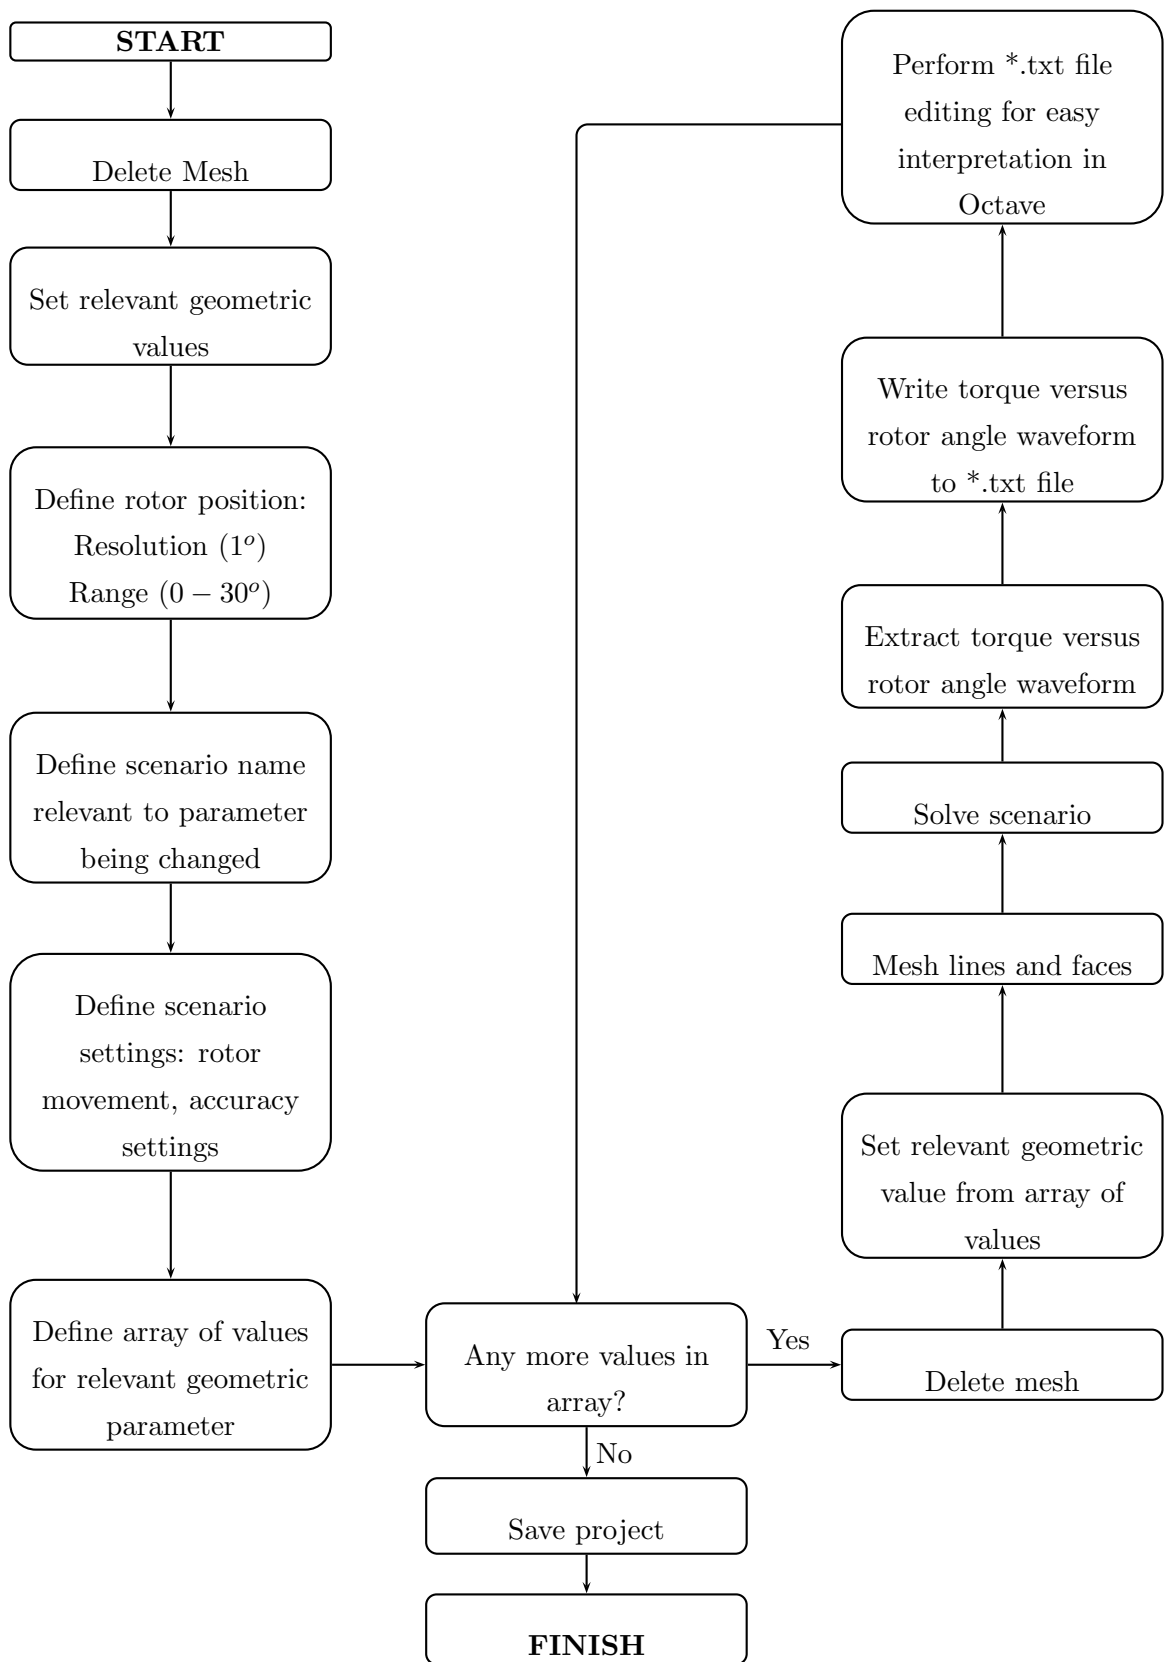 START
Delete Mesh
Set relevant geometric
values
Define rotor position:
Resolution (1ᵒ)
Range (0 − 30ᵒ)
Define scenario name
relevant to parameter
being changed
Define scenario
settings: rotor
movement, accuracy
settings
Define array of values
for relevant geometric
parameter
Any more values in
array?
Yes
No
Save project
FINISH
Delete mesh
Set relevant geometric
value from array of
values
Mesh lines and faces
Solve scenario
Extract torque versus
rotor angle waveform
Write torque versus
rotor angle waveform
to *.txt file
Perform *.txt file
editing for easy
interpretation in
Octave